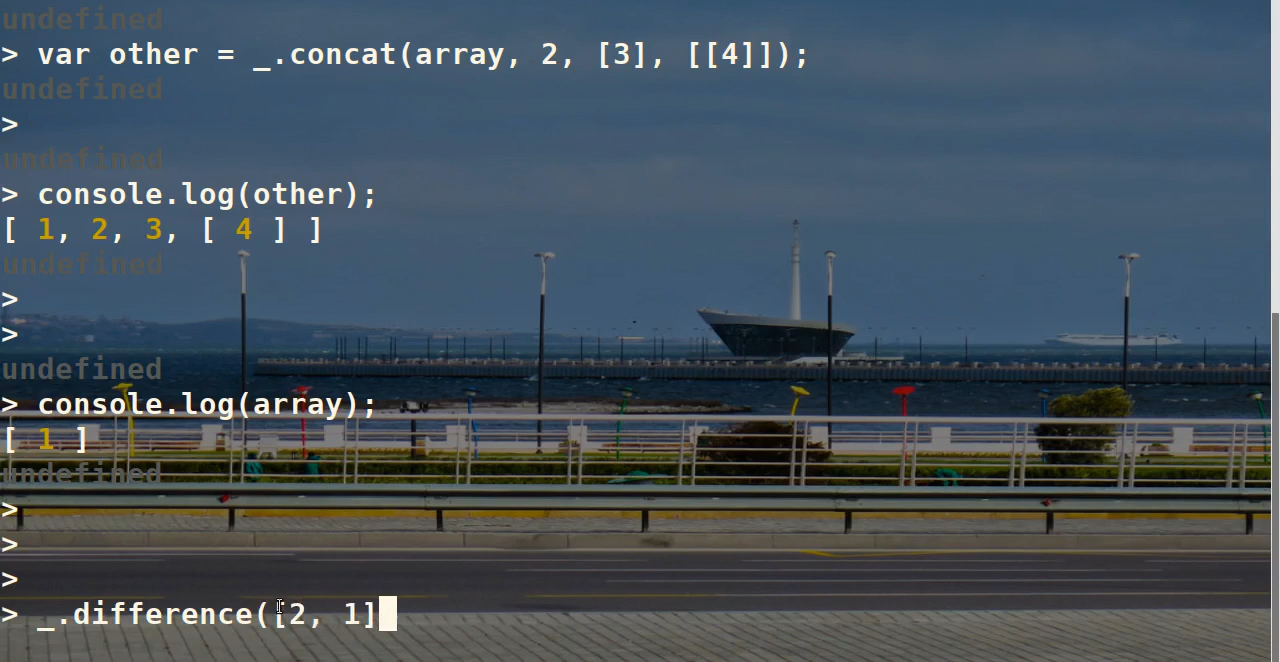 undefined
> var other = _.concat(array, 2, [3], [[4]]);
undefined
>
undefined
> console.log(other);
[ 1, 2, 3, [ 4 ] ]
undefined
>
>
undefined
> console.log(array);
[ 1 ]
undefined
>
>
>
> _.difference([2, 1]